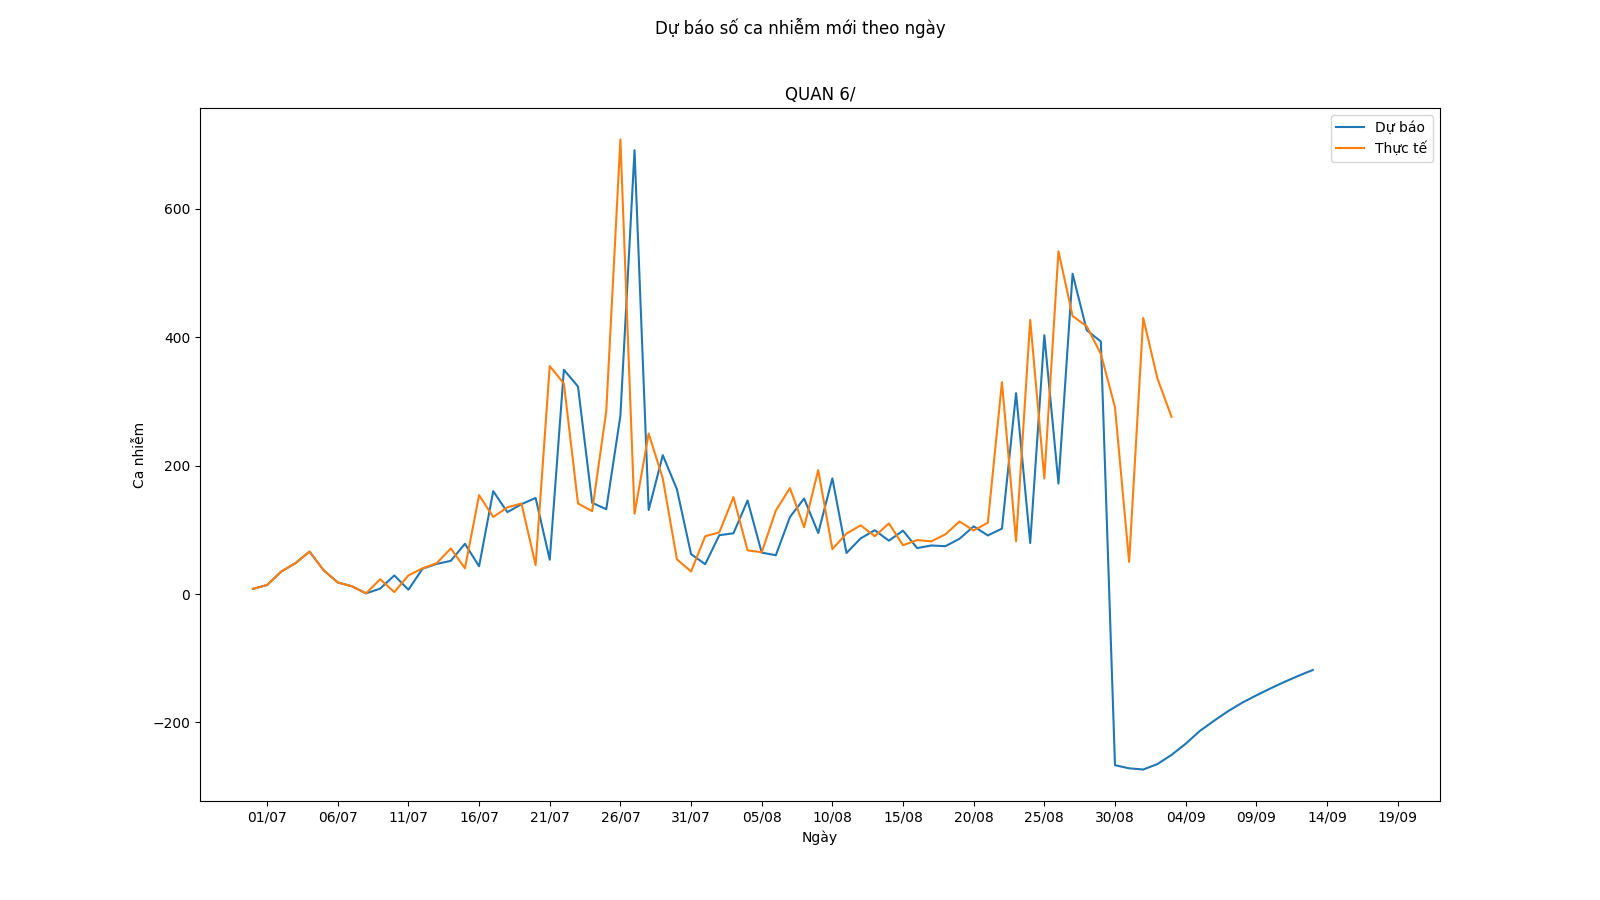 Dự báo số ca nhiễm mới theo ngày
QUAN 6/
Dự báo
Thực tế
Ca nhiễm
600
400
200
0
−200
01/07 06/07 11/07 16/07 21/07 26/07 31/07 05/08 10/08 15/08 20/08 25/08 30/08 04/09 09/09 14/09 19/09
Ngày